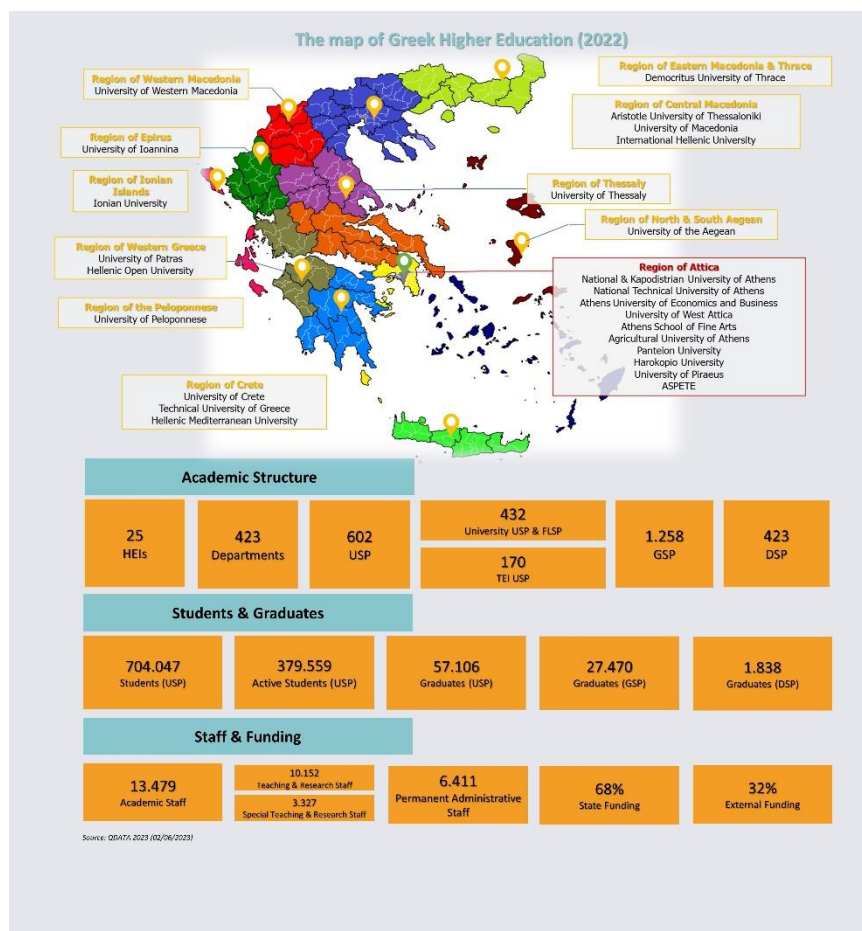 The map of Greek Higher Education (2022)
Region of Western Macedonia
University of Western Macedonia
Region of Eastern Macedonia & Thrace
Democritus University of Thrace
Region of Central Macedonia
Aristotle University of Thessaloniki
University of Macedonia
International Hellenic University
Region of Epirus
University of Ioannina
Region of Ionian
Islands
Ionian University
Region of Thessaly
University of Thessaly
Region of North & South Aegean
University of the Aegean
Region of Western Greece
University of Patras
Hellenic Open University
Region of the Peloponnese
University of Peloponnese
Region of Attica
National & Kapodistrian University of Athens
National Technical University of Athens
Athens University of Economics and Business
University of West Attica
Athens School of Fine Arts
Agricultural University of Athens
Panteion University
Harokopio University
University of Piraeus
ASPETE
Region of Crete
University of Crete
Technical University of Greece
Hellenic Mediterranean University
Academic Structure
25
HEIs
423
Departments
602
USP
432
University USP & FLSP
170
TEI USP
1.258
GSP
423
DSP
Students & Graduates
704.047
Students (USP)
379.559
Active Students (USP)
57.106
Graduates (USP)
27.470
Graduates (GSP)
1.838
Graduates (DSP)
Staff & Funding
13.479
Academic Staff
10.152
Teaching & Research Staff
3.327
Special Teaching & Research Staff
6.411
Permanent Administrative
Staff
68%
State Funding
32%
External Funding
Source: QDATA 2023 (02/06/2023)